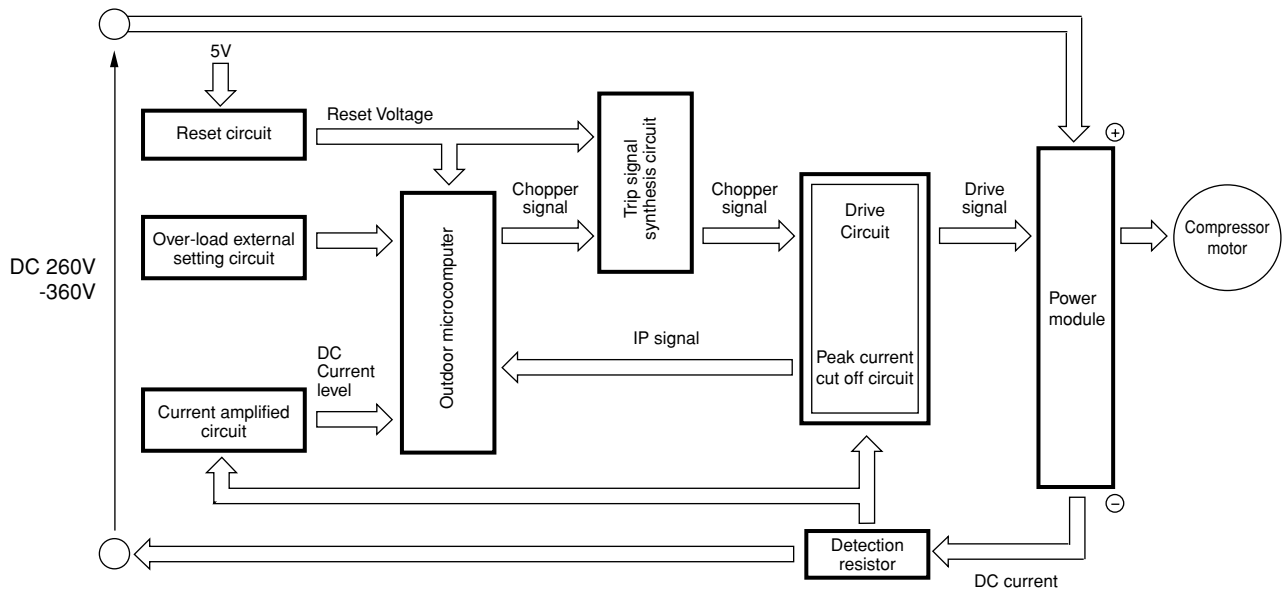 5V
Reset circuit
Reset Voltage
Trip signal
synthesis circuit
+
Over-load external
setting circuit
Outdoor microcomputer
Chopper
signal
Chopper
signal
Drive
Circuit
Drive
signal
Power
module
Compressor
motor
DC 260V
-360V
IP signal
Peak current
cut off circuit
DC
Current
level
Current amplified
circuit
−
Detection
resistor
DC current